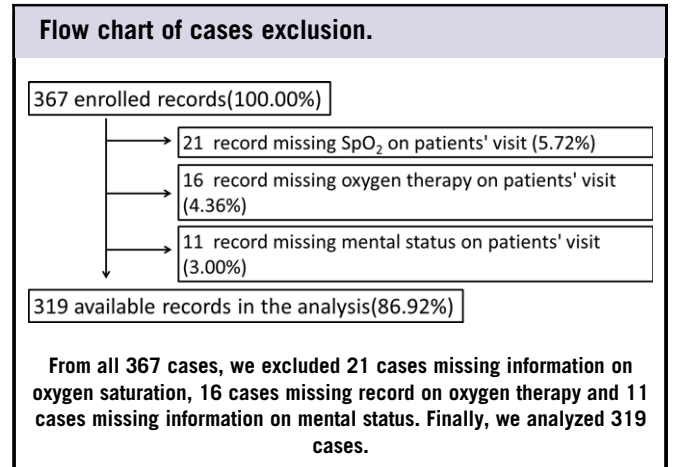 Flow chart of cases exclusion.
367 enrolled records(100.00%)
21 record missing SpO₂ on patients' visit (5.72%)
16 record missing oxygen therapy on patients' visit
(4.36%)
11 record missing mental status on patients' visit
(3.00%)
319 available records in the analysis(86.92%)
From all 367 cases, we excluded 21 cases missing information on
oxygen saturation, 16 cases missing record on oxygen therapy and 11
cases missing information on mental status. Finally, we analyzed 319
cases.